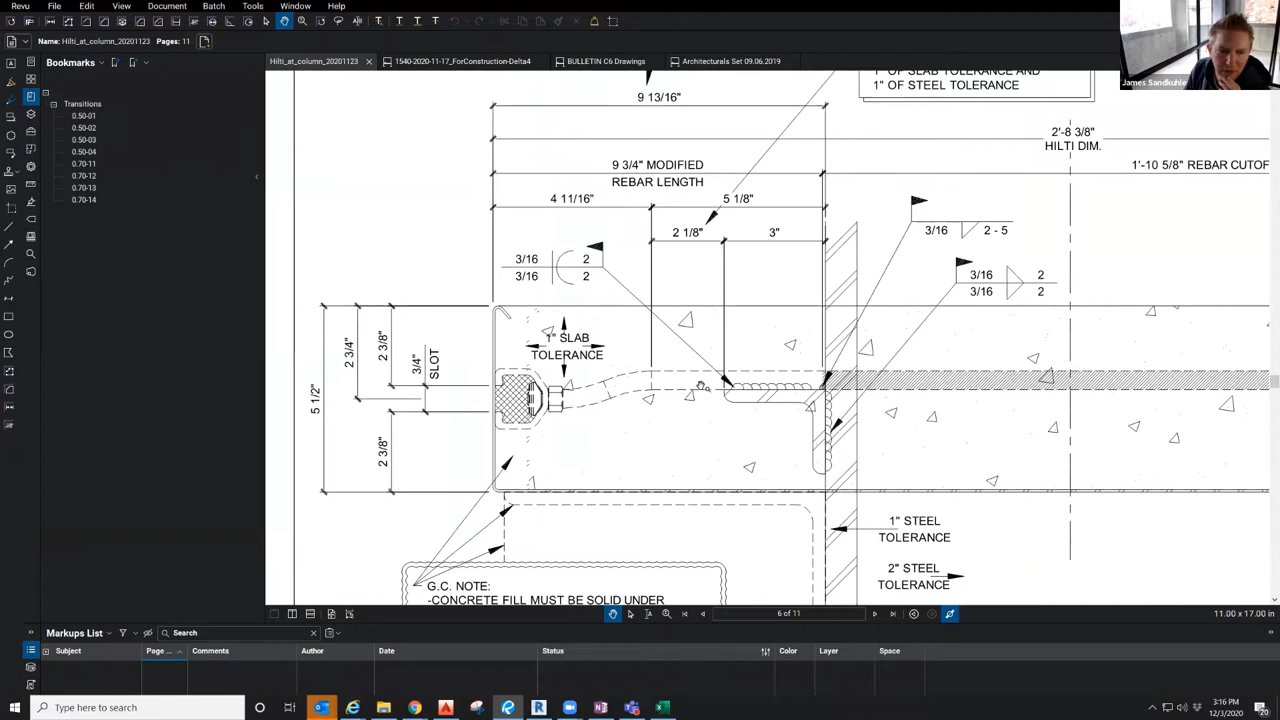 Revu File Edit View Document Batch Tools Window Help
Name: Hilti_at_column_20201123 Pages: 11
James Sandkuhle
Bookmarks
Hilti_at_column_20201123 1540-2020-11-17_ForConstruction-Delta4 BULLETIN C6 Drawings Architecturals Set 09.06.2019
Transitions
0.50-01
0.50-02
0.50-03
0.50-04
0.70-11
0.70-12
0.70-13
0.70-14
1" OF SLAB TOLERANCE AND
1" OF STEEL TOLERANCE
9 13/16"
2'-8 3/8"
HILTI DIM.
9 3/4" MODIFIED
REBAR LENGTH
1'-10 5/8" REBAR CUTOF
4 11/16"
5 1/8"
2 1/8"
3"
3/16 2 - 5
3/16 2
3/16 2
3/16 2
3/16 2
1" SLAB
TOLERANCE
5 1/2"
2 3/4"
2 3/8"
3/4"
SLOT
2 3/8"
1" STEEL
TOLERANCE
2" STEEL
TOLERANCE
G.C. NOTE:
-CONCRETE FILL MUST BE SOLID UNDER
6 of 11
11.00 x 17.00 in
Markups List Search
Subject Page ... Comments Author Date Status Color Layer Space
Type here to search
3:16 PM
12/3/2020
20